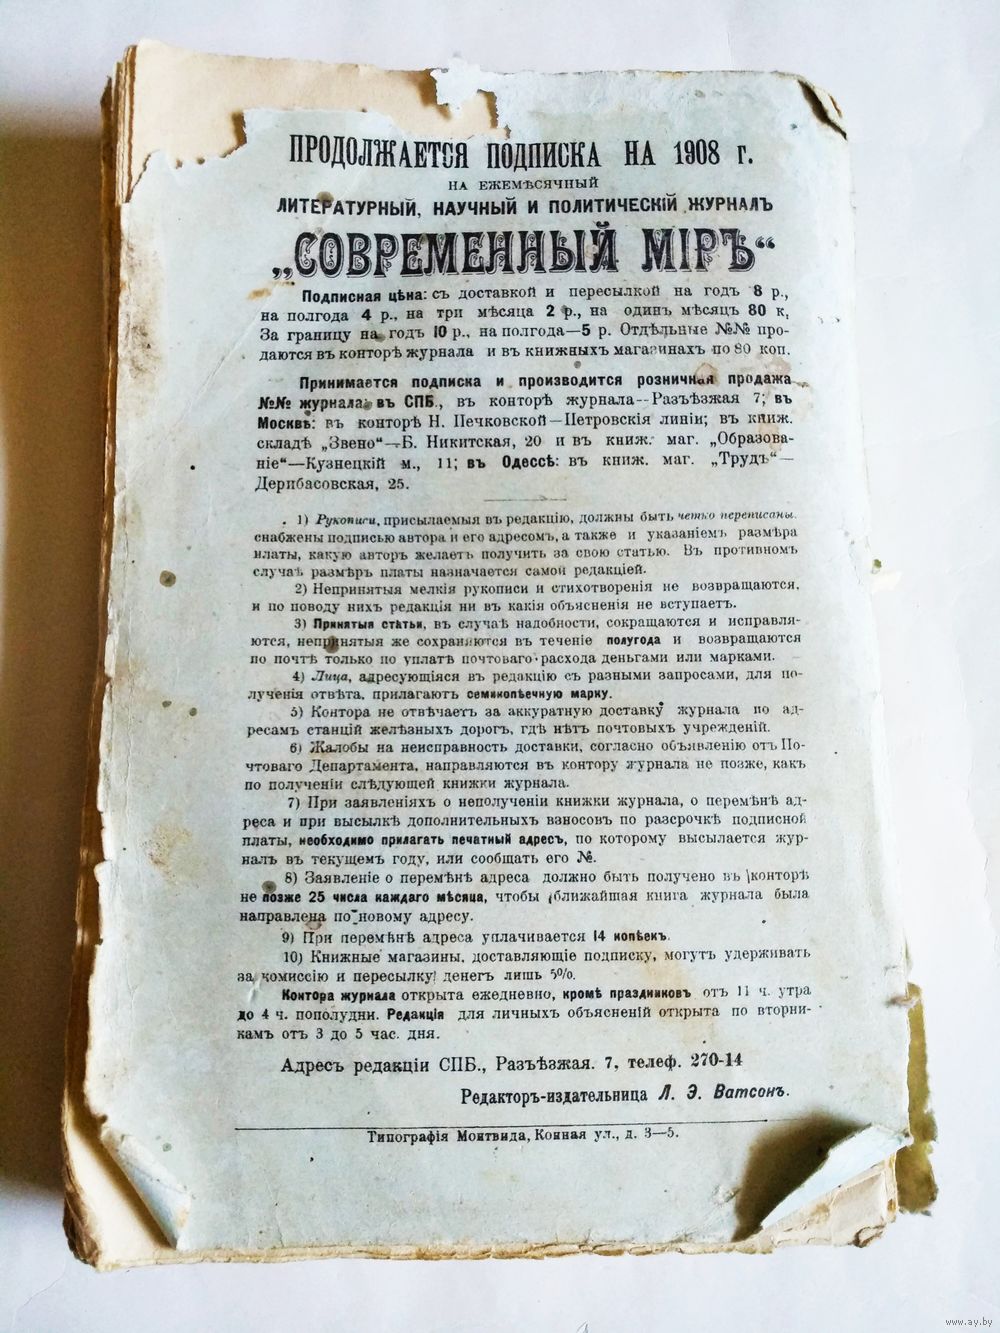 ПРОДОЛЖАЕТСЯ ПОДПИСКА НА 1908 г.
НА ЕЖЕМѢСЯЧНЫЙ
ЛИТЕРАТУРНЫЙ, НАУЧНЫЙ И ПОЛИТИЧЕСКІЙ ЖУРНАЛЪ
„СОВРЕМЕННЫЙ МІРЪ“
Подписная цѣна: съ доставкой и пересылкой на годъ 8 р.,
на полгода 4 р., на три мѣсяца 2 р., на одинъ мѣсяцъ 80 к.
За границу на годъ 10 р., на полгода—5 р. Отдѣльные №№ про-
даются въ конторѣ журнала и въ книжныхъ магазинахъ по 80 коп.
Принимается подписка и производится розничная продажа
№№ журнала: въ СПБ., въ конторѣ журнала—Разъѣзжая 7; въ
Москвѣ: въ конторѣ Н. Печковской—Петровскія линіи; въ книж.
складѣ „Звено“—Б. Никитская, 20 и въ книж. маг. „Образова-
ніе“—Кузнецкій м., 11; въ Одессѣ: въ книж. маг. „Трудъ“—
Дерибасовская, 25.
1) Рукописи, присылаемыя въ редакцію, должны быть четко переписаны,
снабжены подписью автора и его адресомъ, а также и указаніемъ размѣра
платы, какую авторъ желаетъ получить за свою статью. Въ противномъ
случаѣ размѣръ платы назначается самой редакціей.
2) Непринятыя мелкія рукописи и стихотворенія не возвращаются,
и по поводу нихъ редакція ни въ какія объясненія не вступаетъ.
3) Принятыя статьи, въ случаѣ надобности, сокращаются и исправля-
ются, непринятыя же сохраняются въ теченіе полугода и возвращаются
по почтѣ только по уплатѣ почтоваго расхода деньгами или марками.
4) Лица, адресующіяся въ редакцію съ разными запросами, для по-
лученія отвѣта, прилагаютъ семикопѣечную марку.
5) Контора не отвѣчаетъ за аккуратную доставку журнала по ад-
ресамъ станцій желѣзныхъ дорогъ, гдѣ нѣтъ почтовыхъ учрежденій.
6) Жалобы на неисправность доставки, согласно объявленію отъ По-
чтоваго Департамента, направляются въ контору журнала не позже, какъ
по полученіи слѣдующей книжки журнала.
7) При заявленіяхъ о неполученіи книжки журнала, о перемѣнѣ ад-
реса и при высылкѣ дополнительныхъ взносовъ по разсрочкѣ подписной
платы, необходимо прилагать печатный адресъ, по которому высылается жур-
налъ въ текущемъ году, или сообщать его №.
8) Заявленіе о перемѣнѣ адреса должно быть получено въ конторѣ
не позже 25 числа каждаго мѣсяца, чтобы ближайшая книга журнала была
направлена по новому адресу.
9) При перемѣнѣ адреса уплачивается 14 копѣекъ.
10) Книжные магазины, доставляющіе подписку, могутъ удерживать
за комиссію и пересылку денегъ лишь 5%.
Контора журнала открыта ежедневно, кромѣ праздниковъ отъ 11 ч. утра
до 4 ч. пополудни. Редакція для личныхъ объясненій открыта по вторни-
камъ отъ 3 до 5 час. дня.
Адресъ редакціи СПБ., Разъѣзжая. 7, телеф. 270-14
Редакторъ-издательница Л. Э. Ватсонъ.
Типографія Монтвида, Конная ул., д. 3—5.
www.ay.by